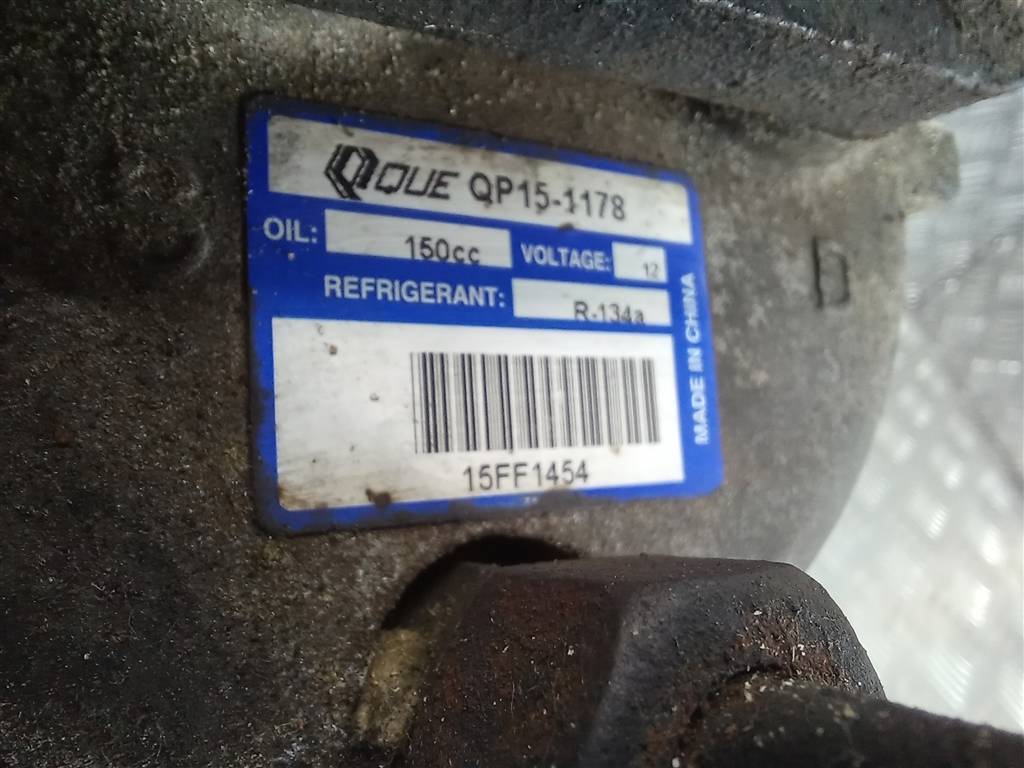 QUE QP15-1178
OIL: 150cc VOLTAGE: 12
REFRIGERANT: R-134a
15FF1454
MADE IN CHINA
D